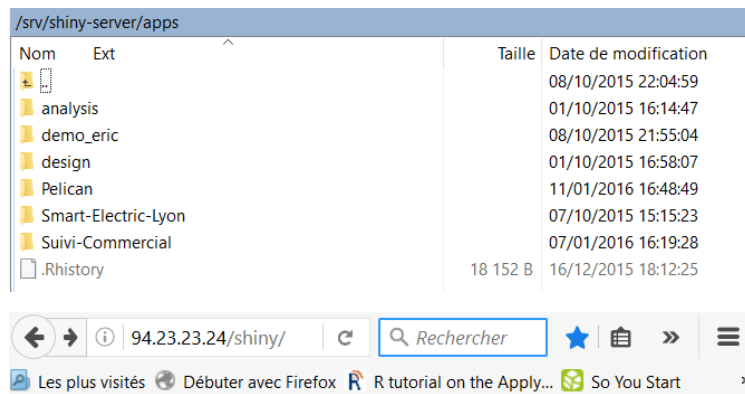 /srv/shiny-server/apps
Nom Ext Taille Date de modification
.. 08/10/2015 22:04:59
analysis 01/10/2015 16:14:47
demo_eric 08/10/2015 21:55:04
design 01/10/2015 16:58:07
Pelican 11/01/2016 16:48:49
Smart-Electric-Lyon 07/10/2015 15:15:23
Suivi-Commercial 07/01/2016 16:19:28
.Rhistory 18 152 B 16/12/2015 18:12:25
94.23.23.24/shiny/ Rechercher
Les plus visités Débuter avec Firefox R tutorial on the Apply... So You Start